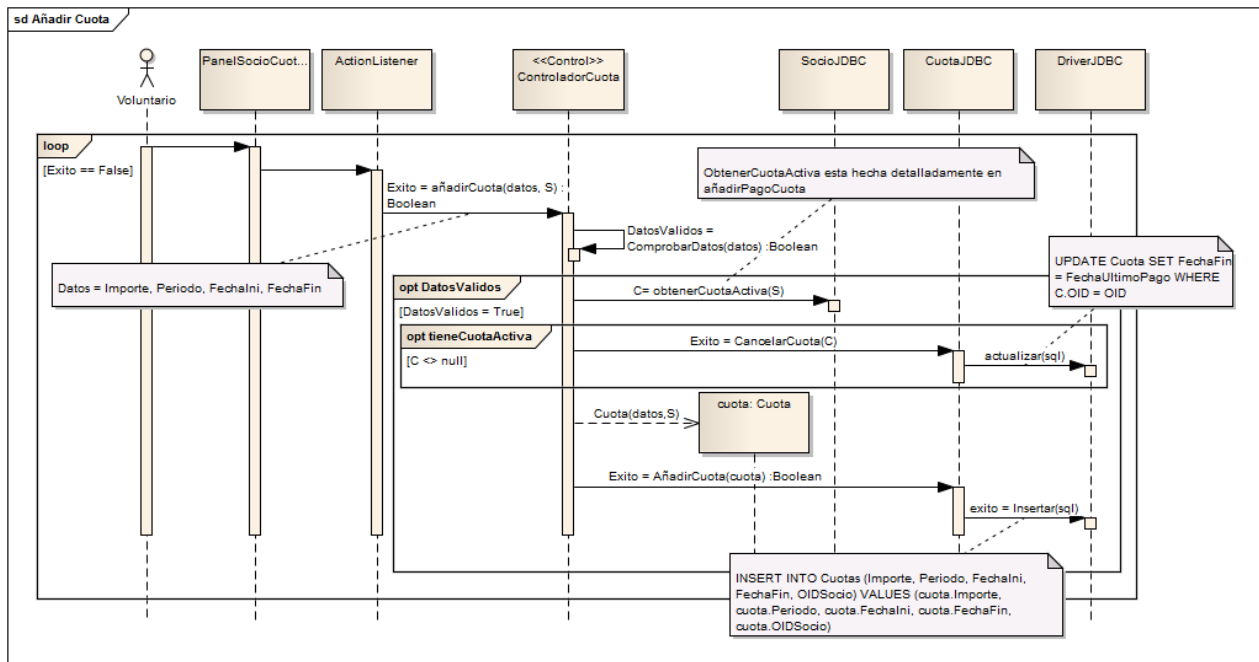 sd Añadir Cuota
Voluntario
PanelSocioCuot...
ActionListener
<<Control>>
ControladorCuota
SocioJDBC
CuotaJDBC
DriverJDBC
loop
[Exito == False]
ObtenerCuotaActiva esta hecha detalladamente en
añadirPagoCuota
Exito = añadirCuota(datos, S) :
Boolean
DatosValidos =
ComprobarDatos(datos) :Boolean
UPDATE Cuota SET FechaFin
= FechaUltimoPago WHERE
C.OID = OID
Datos = Importe, Periodo, FechaIni, FechaFin
opt DatosValidos
[DatosValidos = True]
C= obtenerCuotaActiva(S)
opt tieneCuotaActiva
[C <> null]
Exito = CancelarCuota(C)
actualizar(sql)
cuota: Cuota
Cuota(datos,S)
Exito = AñadirCuota(cuota) :Boolean
exito = Insertar(sql)
INSERT INTO Cuotas (Importe, Periodo, FechaIni,
FechaFin, OIDSocio) VALUES (cuota.Importe,
cuota.Periodo, cuota.FechaIni, cuota.FechaFin,
cuota.OIDSocio)